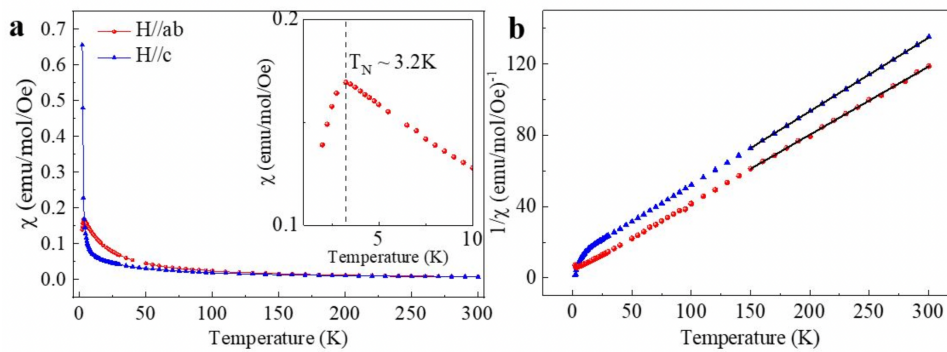 a
H//ab
H//c
χ (emu/mol/Oe)
0.7
0.6
0.5
0.4
0.3
0.2
0.1
0.0
0 50 100 150 200 250 300
Temperature (K)
0.2
0.1
χ (emu/mol/Oe)
T_N ~ 3.2K
5 10
Temperature (K)
b
1/χ (emu/mol/Oe)⁻¹
120
80
40
0
0 50 100 150 200 250 300
Temperature (K)